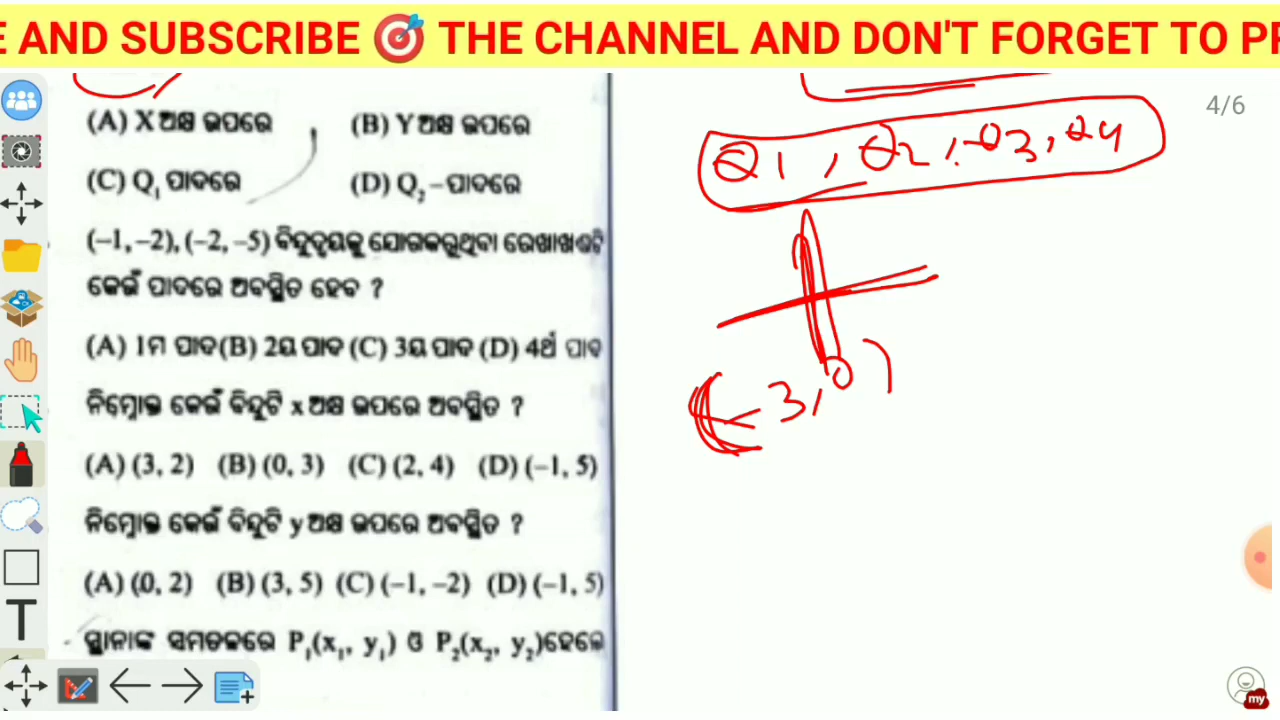 E AND SUBSCRIBE 🎯 THE CHANNEL AND DON'T FORGET TO PR
4/6
(A) X ଅକ୍ଷ ଉପରେ (B) Y ଅକ୍ଷ ଉପରେ
(C) Q₁ ପାଦରେ (D) Q₂ – ପାଦରେ
(–1, –2), (–2, –5) ବିନ୍ଦୁଦ୍ୱୟକୁ ଯୋଗକରୁଥିବା ରେଖାଖଣ୍ଡଟି
କେଉଁ ପାଦରେ ଅବସ୍ଥିତ ହେବ ?
(A) 1ମ ପାଦ (B) 2ୟ ପାଦ (C) 3ୟ ପାଦ (D) 4ର୍ଥ ପାଦ
ନିମ୍ନୋକ୍ତ କେଉଁ ବିନ୍ଦୁଟି x ଅକ୍ଷ ଉପରେ ଅବସ୍ଥିତ ?
(A) (3, 2) (B) (0, 3) (C) (2, 4) (D) (–1, 5)
ନିମ୍ନୋକ୍ତ କେଉଁ ବିନ୍ଦୁଟି y ଅକ୍ଷ ଉପରେ ଅବସ୍ଥିତ ?
(A) (0, 2) (B) (3, 5) (C) (–1, –2) (D) (–1, 5)
ସ୍ଥାନାଙ୍କ ସମତଳରେ P₁(x₁, y₁) ଓ P₂(x₂, y₂) ହେଲେ
Q1, Q2, Q3, Q4
(-3, 0)
T
my